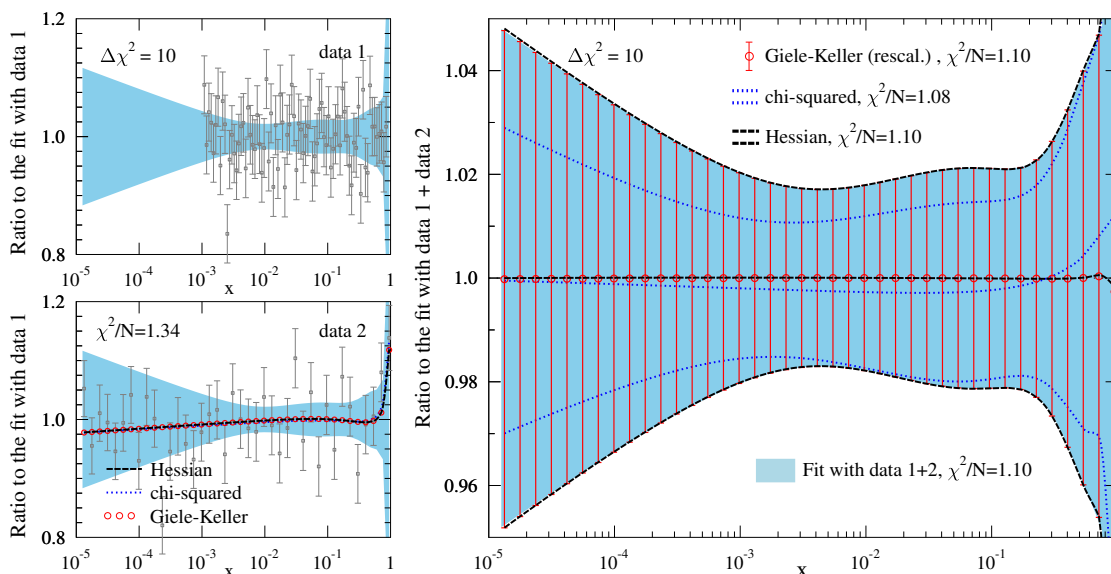 Ratio to the fit with data 1
1.2
1.0
0.8
Δχ² = 10
data 1
10⁻⁵ 10⁻⁴ 10⁻³ 10⁻² 10⁻¹ 1
x
Ratio to the fit with data 1
1.2
1.0
0.8
χ²/N=1.34
data 2
Hessian
chi-squared
Giele-Keller
10⁻⁵ 10⁻⁴ 10⁻³ 10⁻² 10⁻¹ 1
x
Ratio to the fit with data 1 + data 2
1.04
1.02
1.0
0.98
0.96
Δχ² = 10
Giele-Keller (rescal.) , χ²/N=1.10
chi-squared, χ²/N=1.08
Hessian, χ²/N=1.10
Fit with data 1+2, χ²/N=1.10
10⁻⁵ 10⁻⁴ 10⁻³ 10⁻² 10⁻¹
x